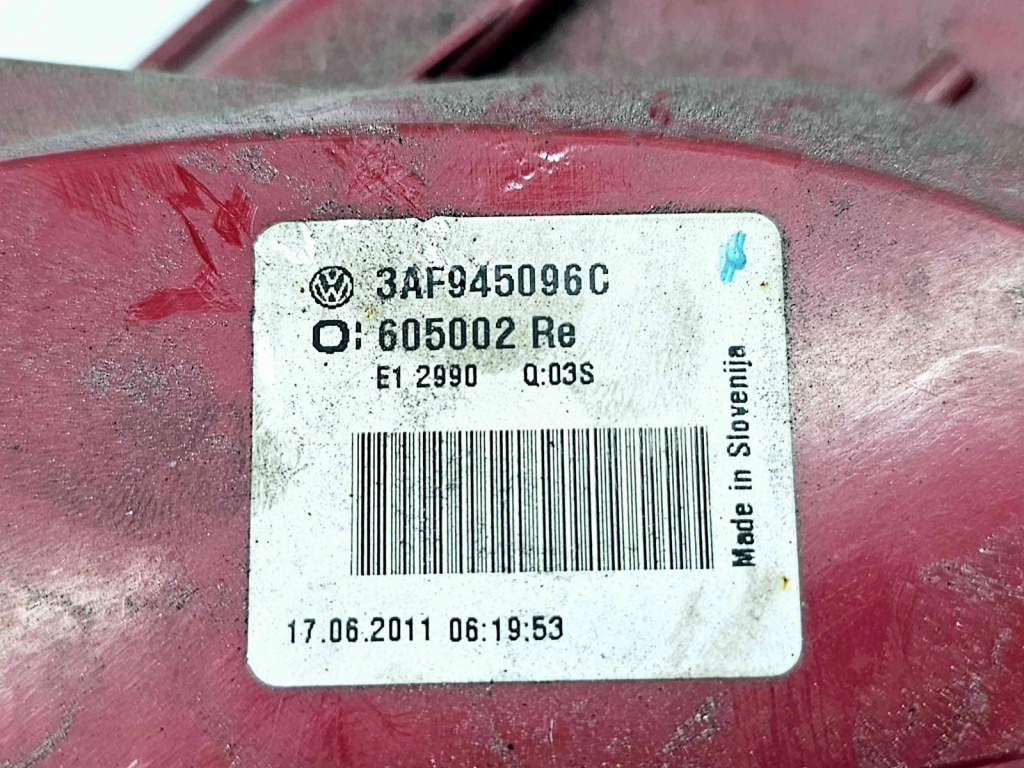 3AF945096C
O: 605002 Re
E1 2990 Q:03S
Made in Slovenija
17.06.2011 06:19:53